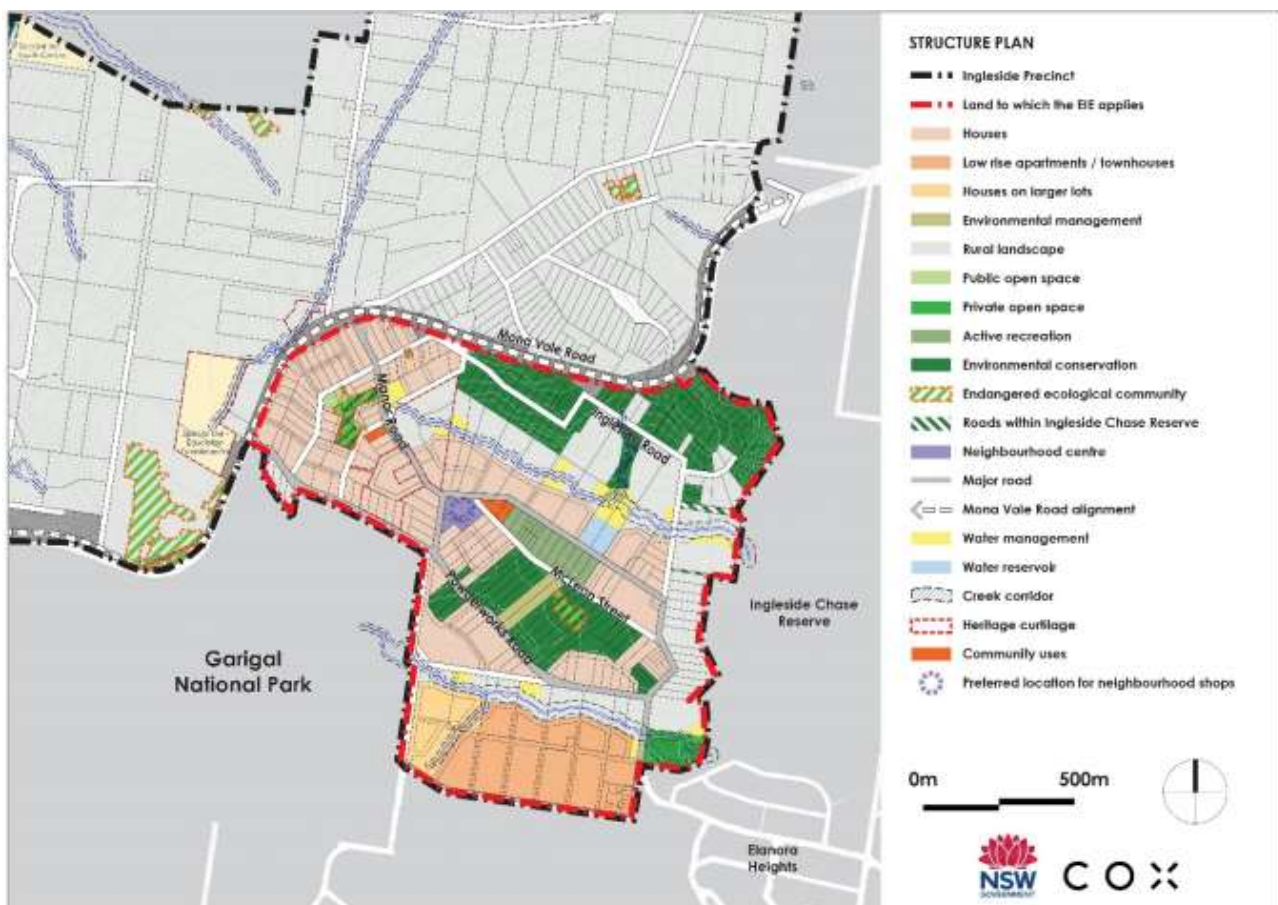 STRUCTURE PLAN
Ingleside Precinct
Land to which the EIE applies
Houses
Low rise apartments / townhouses
Houses on larger lots
Environmental management
Rural landscape
Public open space
Private open space
Active recreation
Environmental conservation
Endangered ecological community
Roads within Ingleside Chase Reserve
Neighbourhood centre
Major road
Mona Vale Road alignment
Water management
Water reservoir
Creek corridor
Heritage curtilage
Community uses
Preferred location for neighbourhood shops
0m 500m
NSW
GOVERNMENT
COX
Mona Vale Road
Manor Road
Ingleside Road
McLean Street
Powderworks Road
Ingleside Chase
Reserve
Garigal
National Park
Elanora
Heights